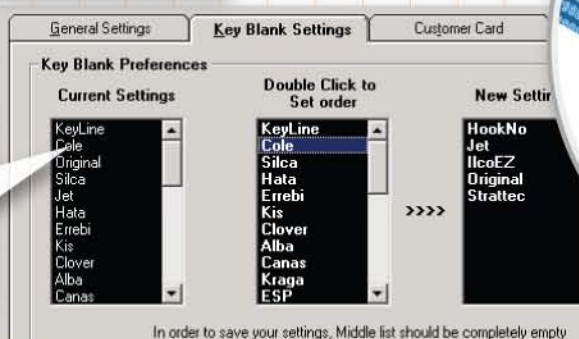 General Settings
Key Blank Settings
Customer Card
Key Blank Preferences
Current Settings
KeyLine
Cole
Original
Silca
Jet
Hata
Errebi
Kis
Clover
Alba
Canas
Double Click to
Set order
KeyLine
Cole
Silca
Hata
Errebi
Kis
Clover
Alba
Canas
Kraga
ESP
>>>>
New Settin
HookNo
Jet
IlcoEZ
Original
Strattec
In order to save your settings, Middle list should be completely empty